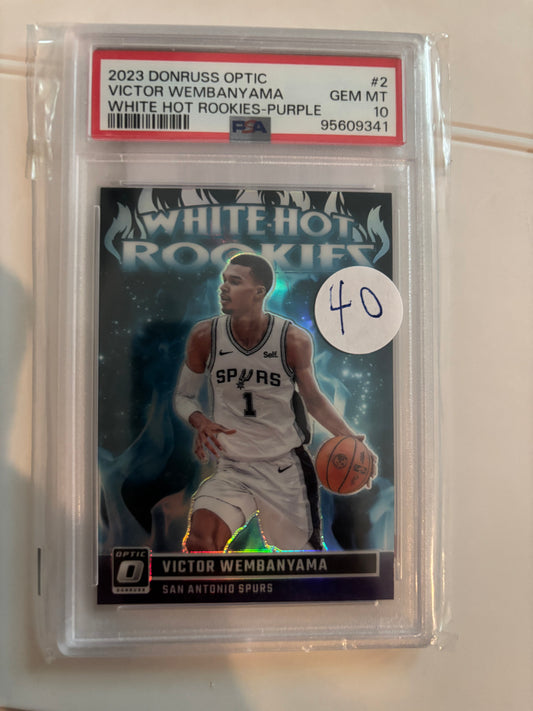 2023 DONRUSS OPTIC #2
VICTOR WEMBANYAMA GEM MT
WHITE HOT ROOKIES-PURPLE 10
PSA 95609341
WHITE-HOT
ROOKIES
40
Self.
SPURS
1
OPTIC
DONRUSS
VICTOR WEMBANYAMA
SAN ANTONIO SPURS